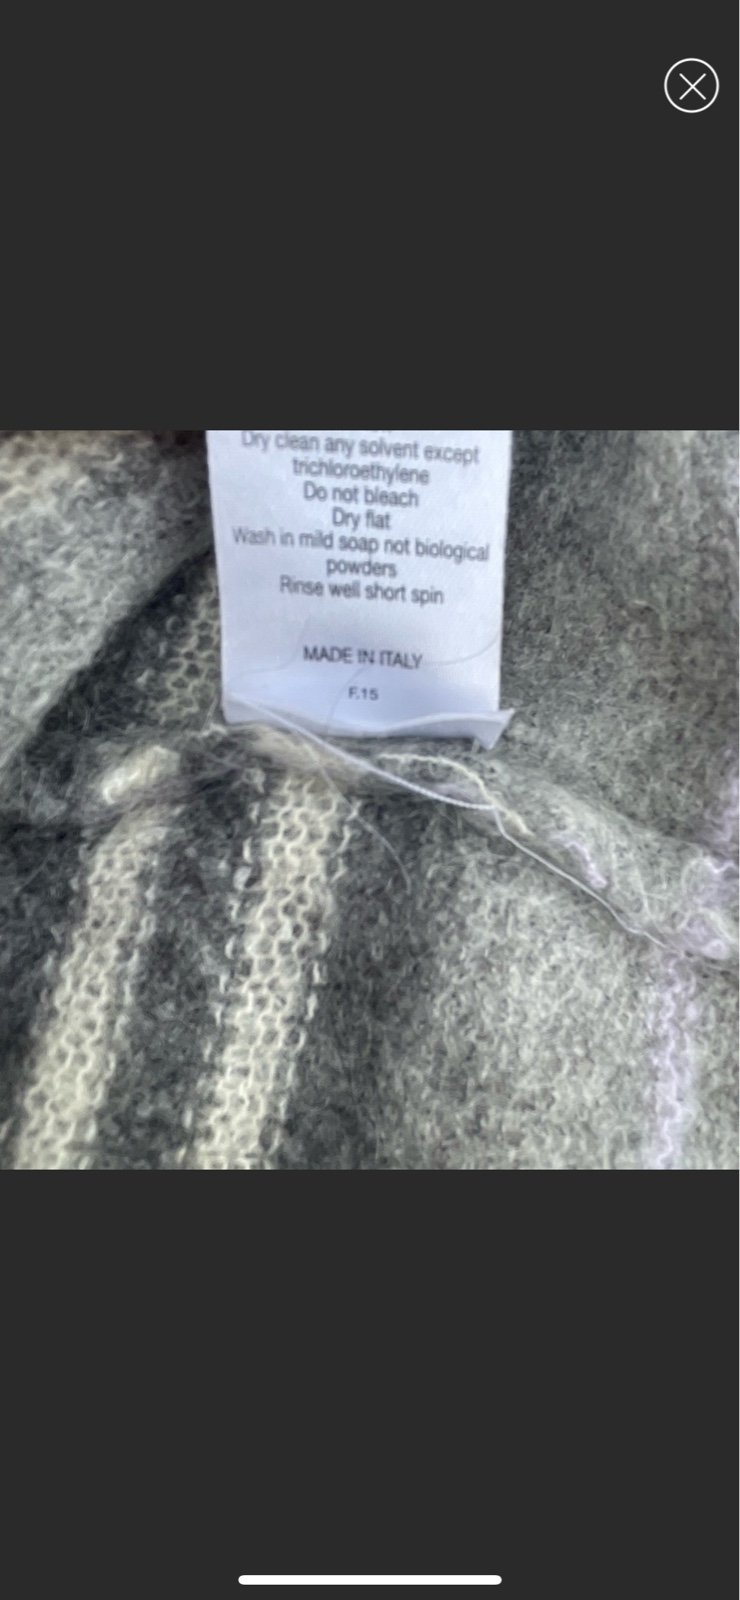 Dry clean any solvent except
trichloroethylene
Do not bleach
Dry flat
Wash in mild soap not biological
powders
Rinse well short spin
MADE IN ITALY
F.15